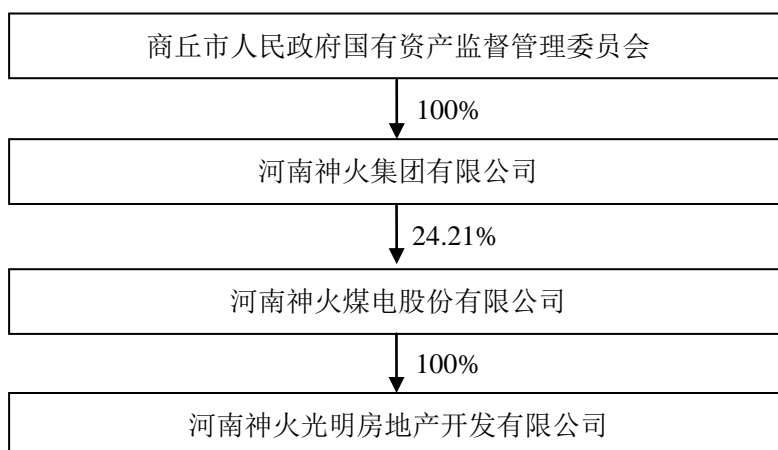 商丘市人民政府国有资产监督管理委员会
100%
河南神火集团有限公司
24.21%
河南神火煤电股份有限公司
100%
河南神火光明房地产开发有限公司